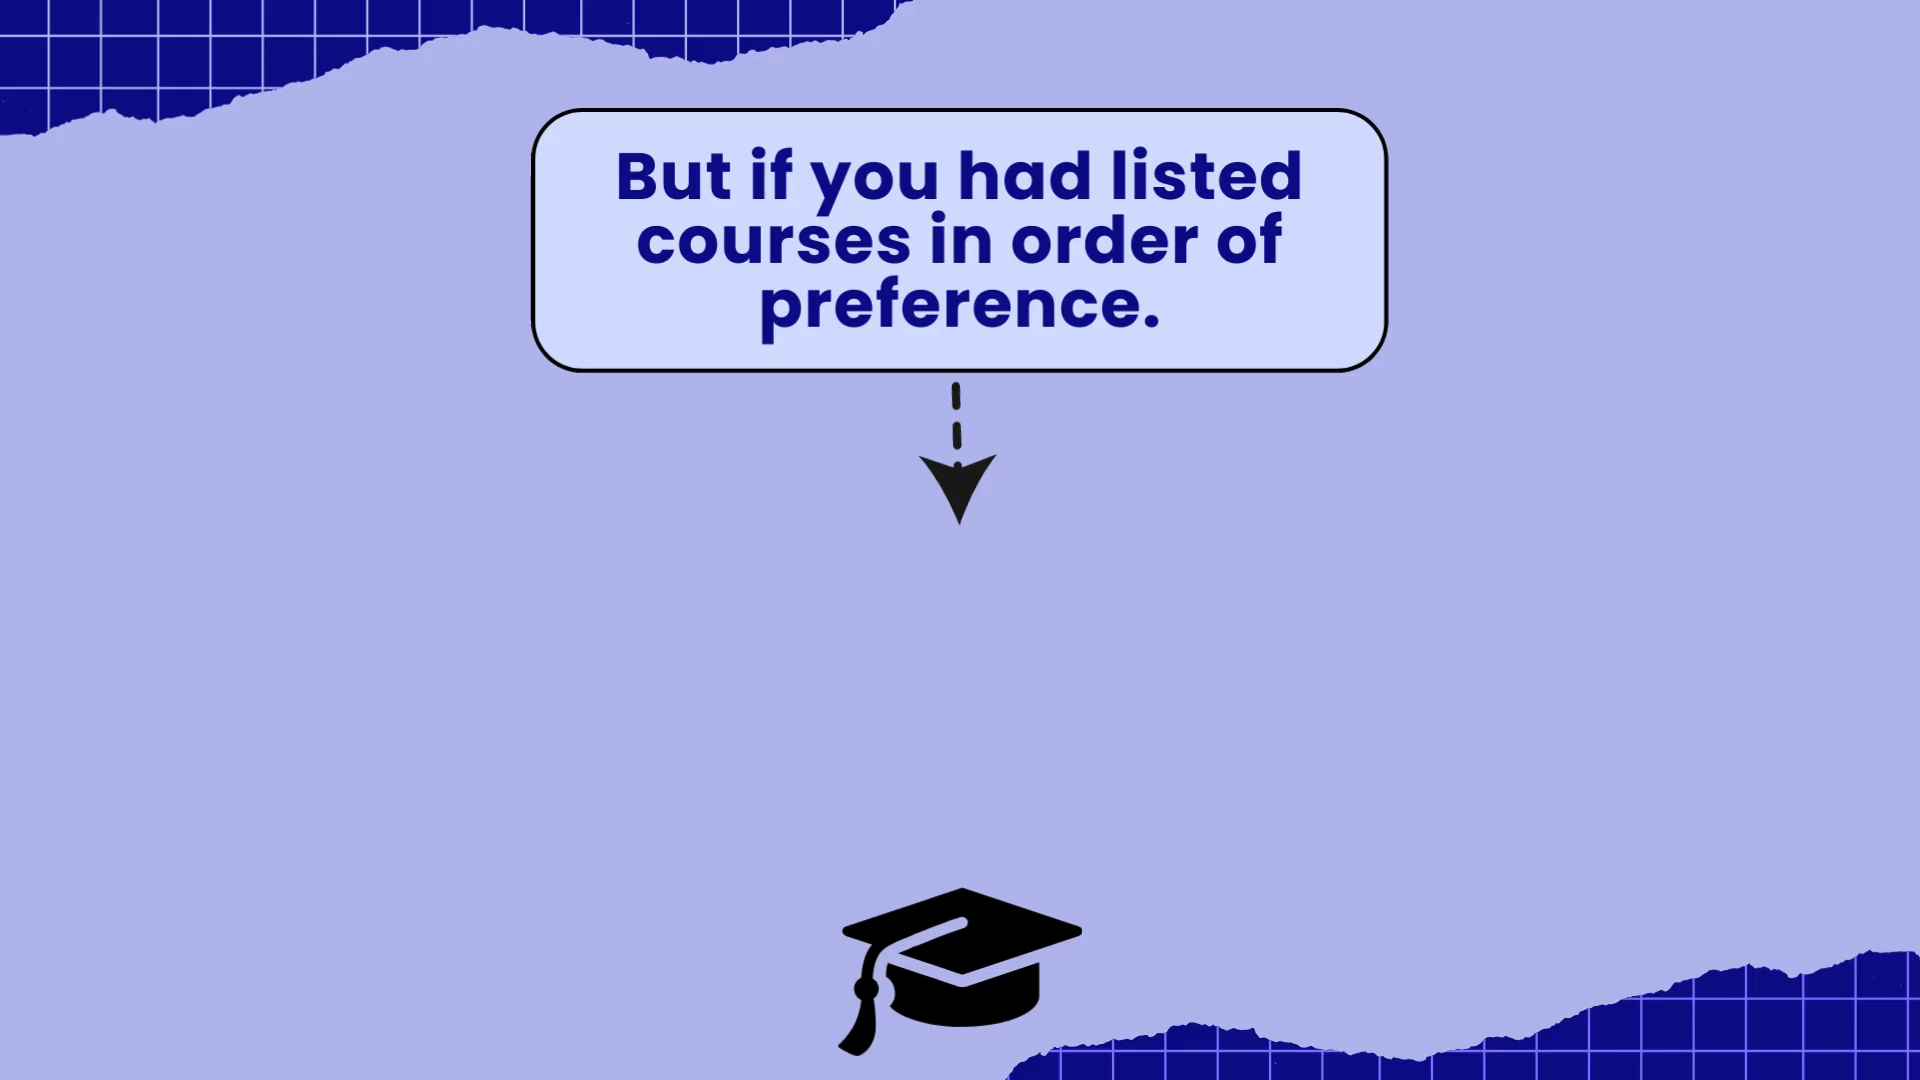 But if you had listed
courses in order of
preference.